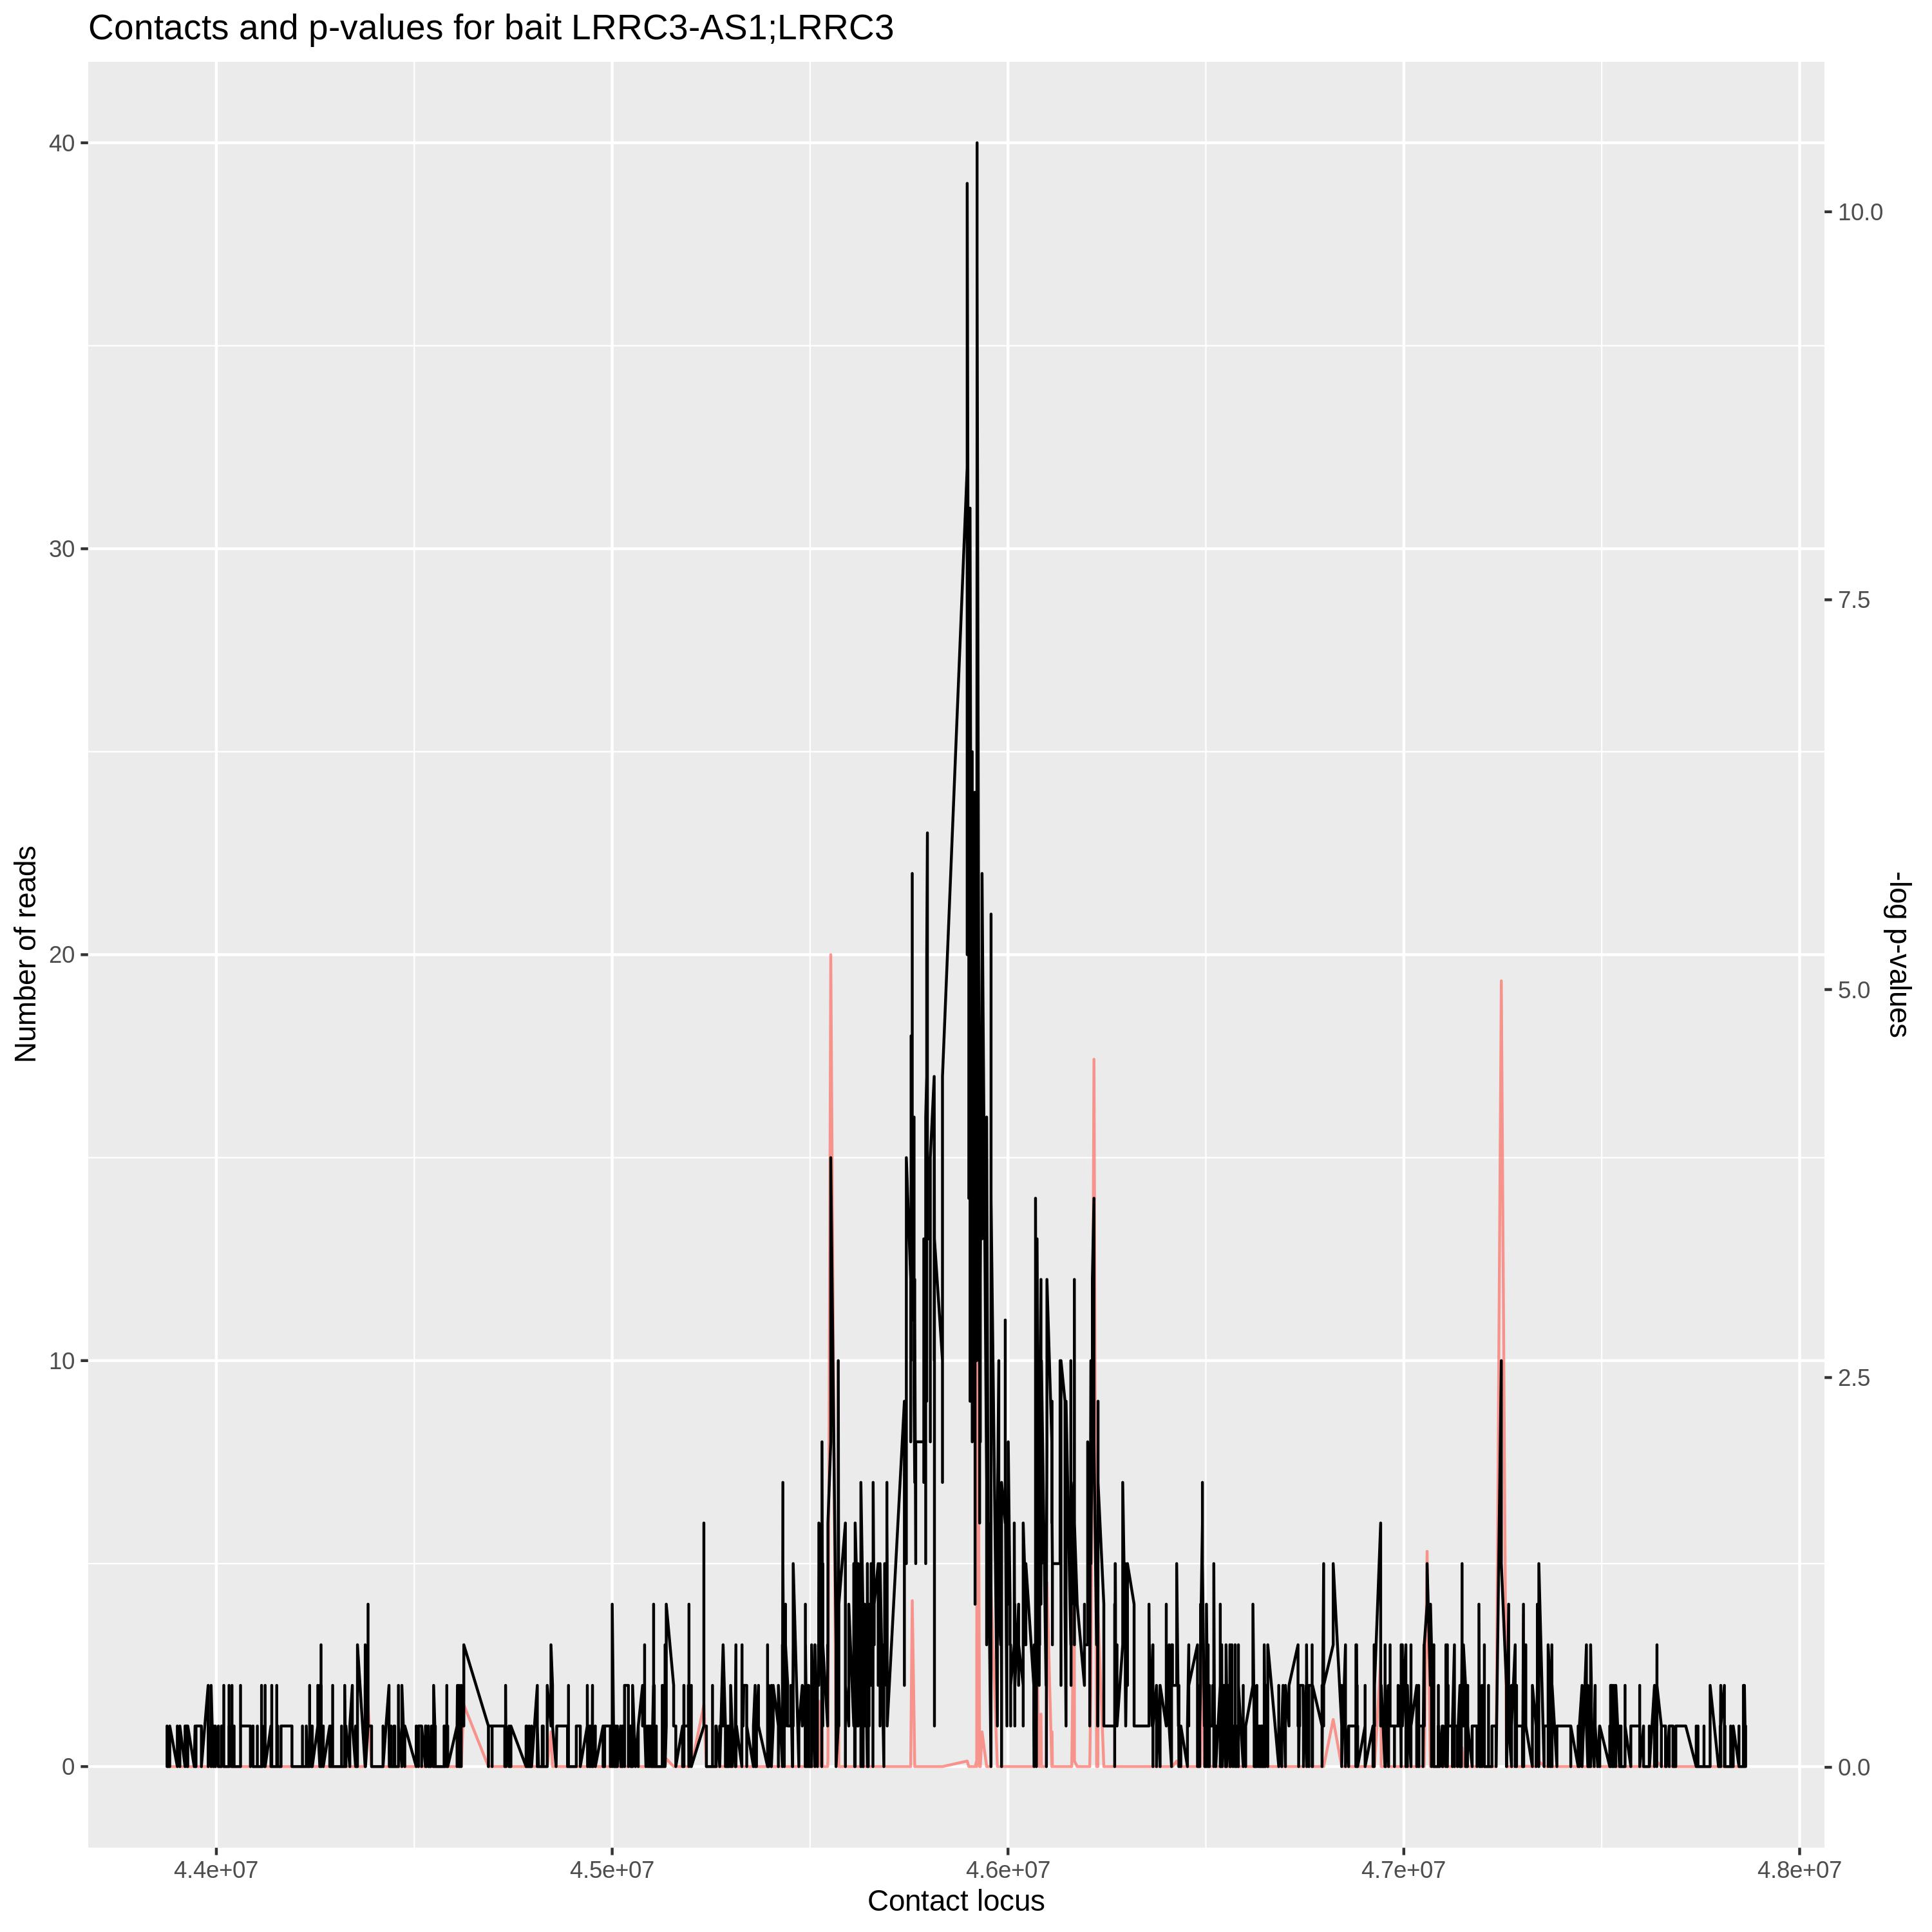 Contacts and p-values for bait LRRC3-AS1;LRRC3
40
30
20
10
0
Number of reads
10.0
7.5
5.0
2.5
0.0
-log p-values
4.4e+07
4.5e+07
4.6e+07
4.7e+07
4.8e+07
Contact locus